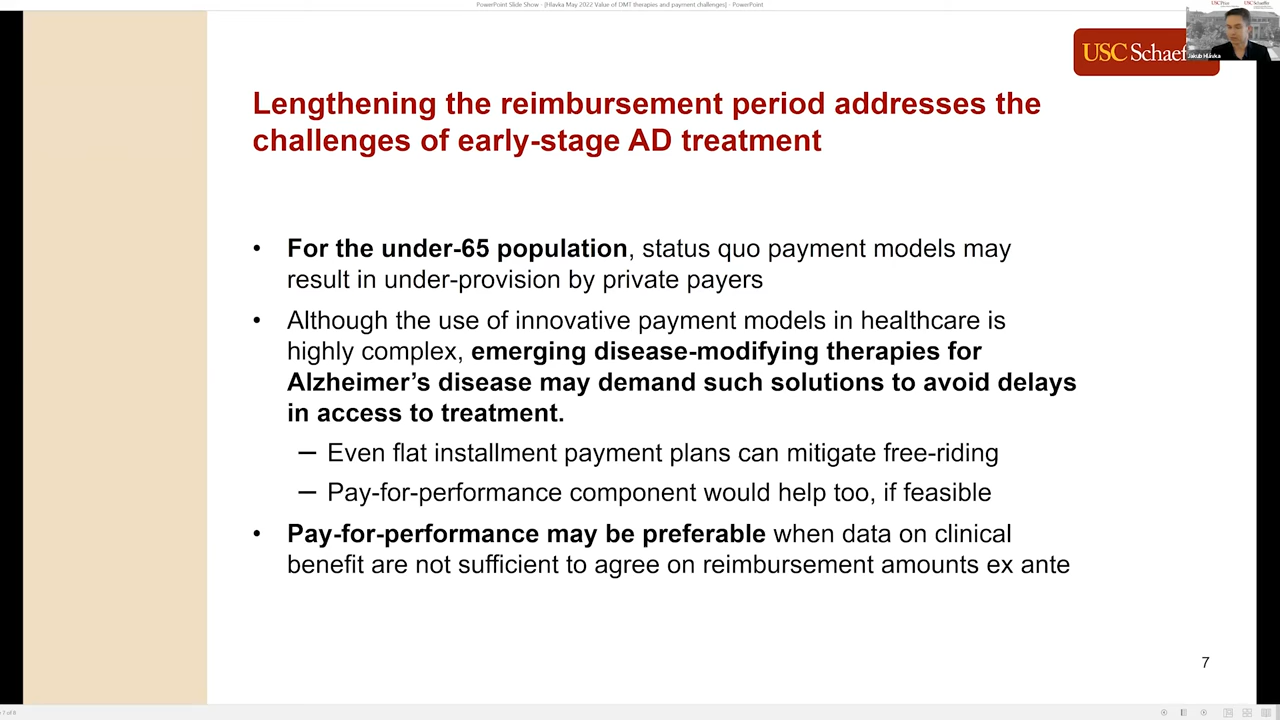 PowerPoint Slide Show - [Hlavka May 2022 Value of DMT therapies and payment challenges] - PowerPoint
USC Schaef
Jakub Hlávka
Lengthening the reimbursement period addresses the
challenges of early-stage AD treatment
• For the under-65 population, status quo payment models may
result in under-provision by private payers
• Although the use of innovative payment models in healthcare is
highly complex, emerging disease-modifying therapies for
Alzheimer’s disease may demand such solutions to avoid delays
in access to treatment.
– Even flat installment payment plans can mitigate free-riding
– Pay-for-performance component would help too, if feasible
• Pay-for-performance may be preferable when data on clinical
benefit are not sufficient to agree on reimbursement amounts ex ante
7